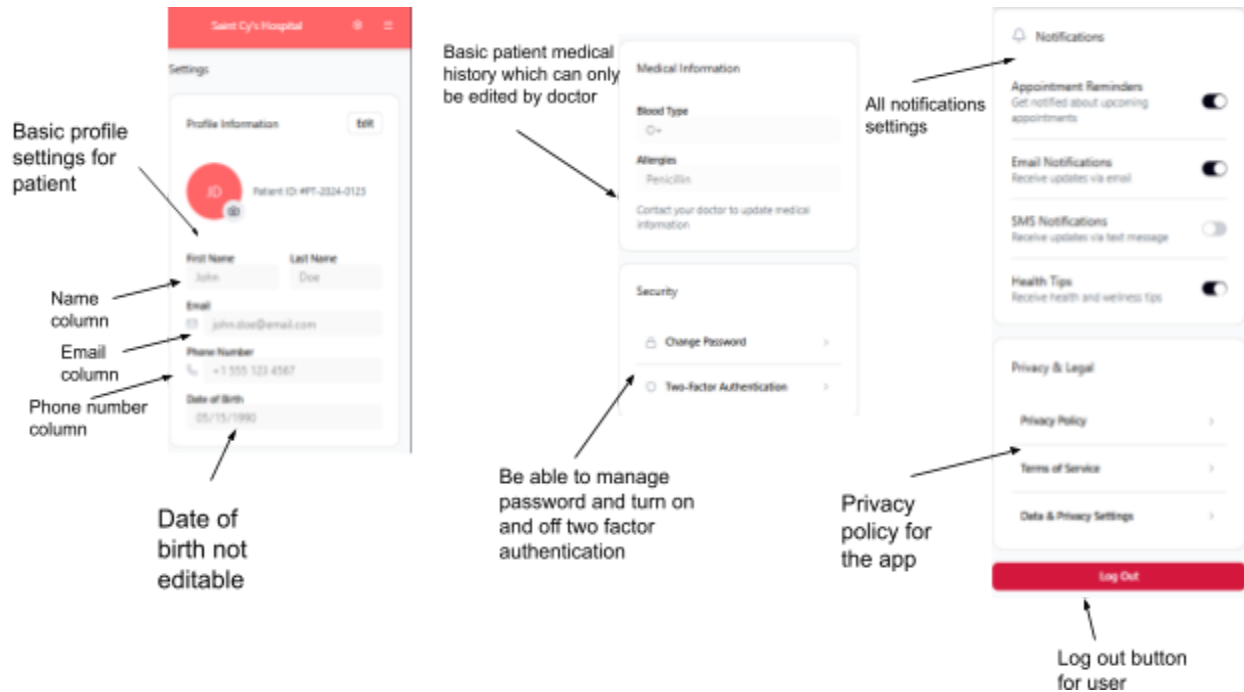 Saint Cy's Hospital
Settings
Profile Information
Edit
JD
Patient ID: #PT-2024-0123
First Name
Last Name
John
Doe
Email
john.doe@email.com
Phone Number
+1 555 123 4567
Date of Birth
05/15/1990
Basic profile
settings for
patient
Name
column
Email
column
Phone number
column
Date of
birth not
editable
Basic patient medical
history which can only
be edited by doctor
Medical Information
Blood Type
O+
Allergies
Penicillin
Contact your doctor to update medical
information
Security
Change Password
Two-Factor Authentication
Be able to manage
password and turn on
and off two factor
authentication
All notifications
settings
Notifications
Appointment Reminders
Get notified about upcoming
appointments
Email Notifications
Receive updates via email
SMS Notifications
Receive updates via text message
Health Tips
Receive health and wellness tips
Privacy & Legal
Privacy Policy
Terms of Service
Data & Privacy Settings
Privacy
policy for
the app
Log Out
Log out button
for user